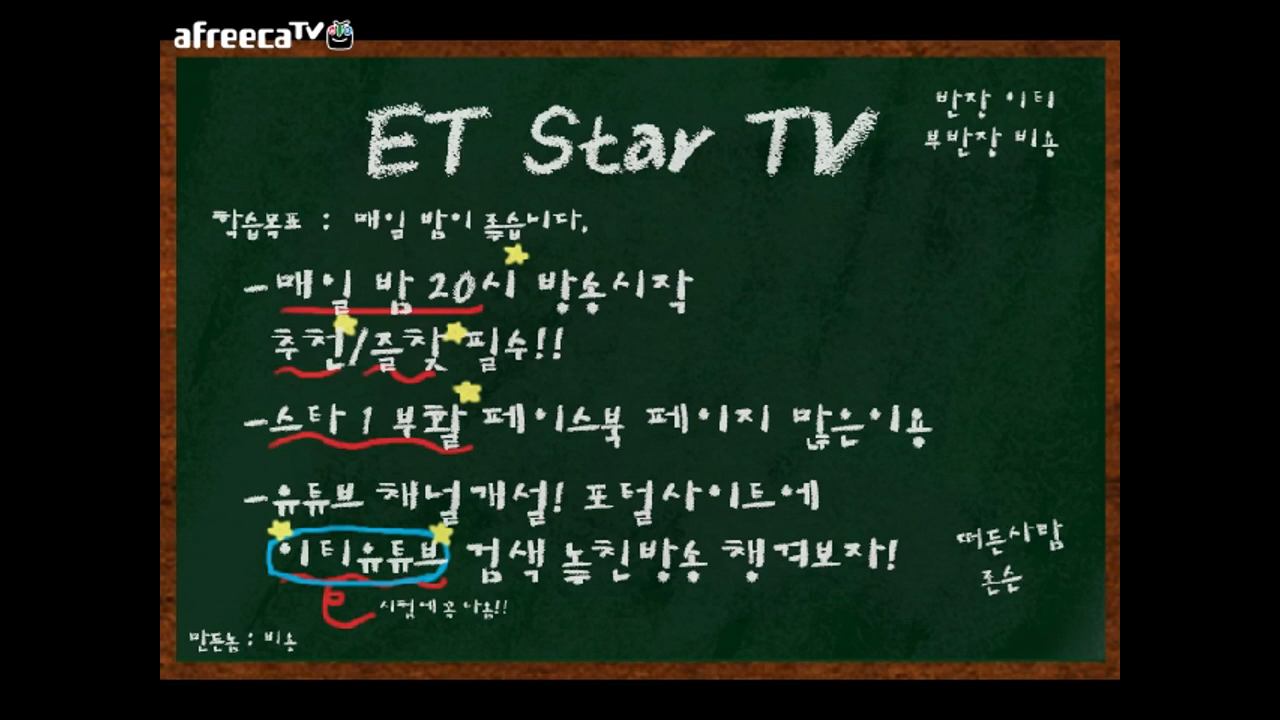 afreecaTV
ET Star TV
반장 이티
부반장 비용
학습목표 : 매일 밤이 좋습니다.
-매일 밤 20시 방송시작
추천/즐찾 필수!!
-스타1 부활 페이스북 페이지 많은이용
-유튜브 채널개설! 포털사이트에
이티유튜브 검색 놓친방송 챙겨보자!
떠든사람
존슨
시험에 꼭 나옴!!
만든놈 : 비용